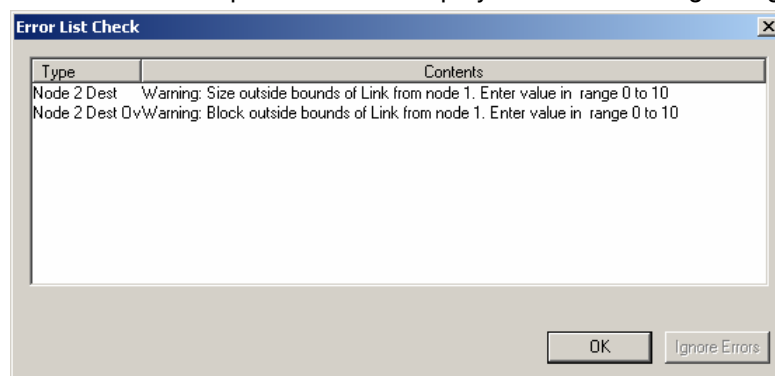 Error List Check
Type Contents
Node 2 Dest Warning: Size outside bounds of Link from node 1. Enter value in range 0 to 10
Node 2 Dest Ov Warning: Block outside bounds of Link from node 1. Enter value in range 0 to 10
OK Ignore Errors